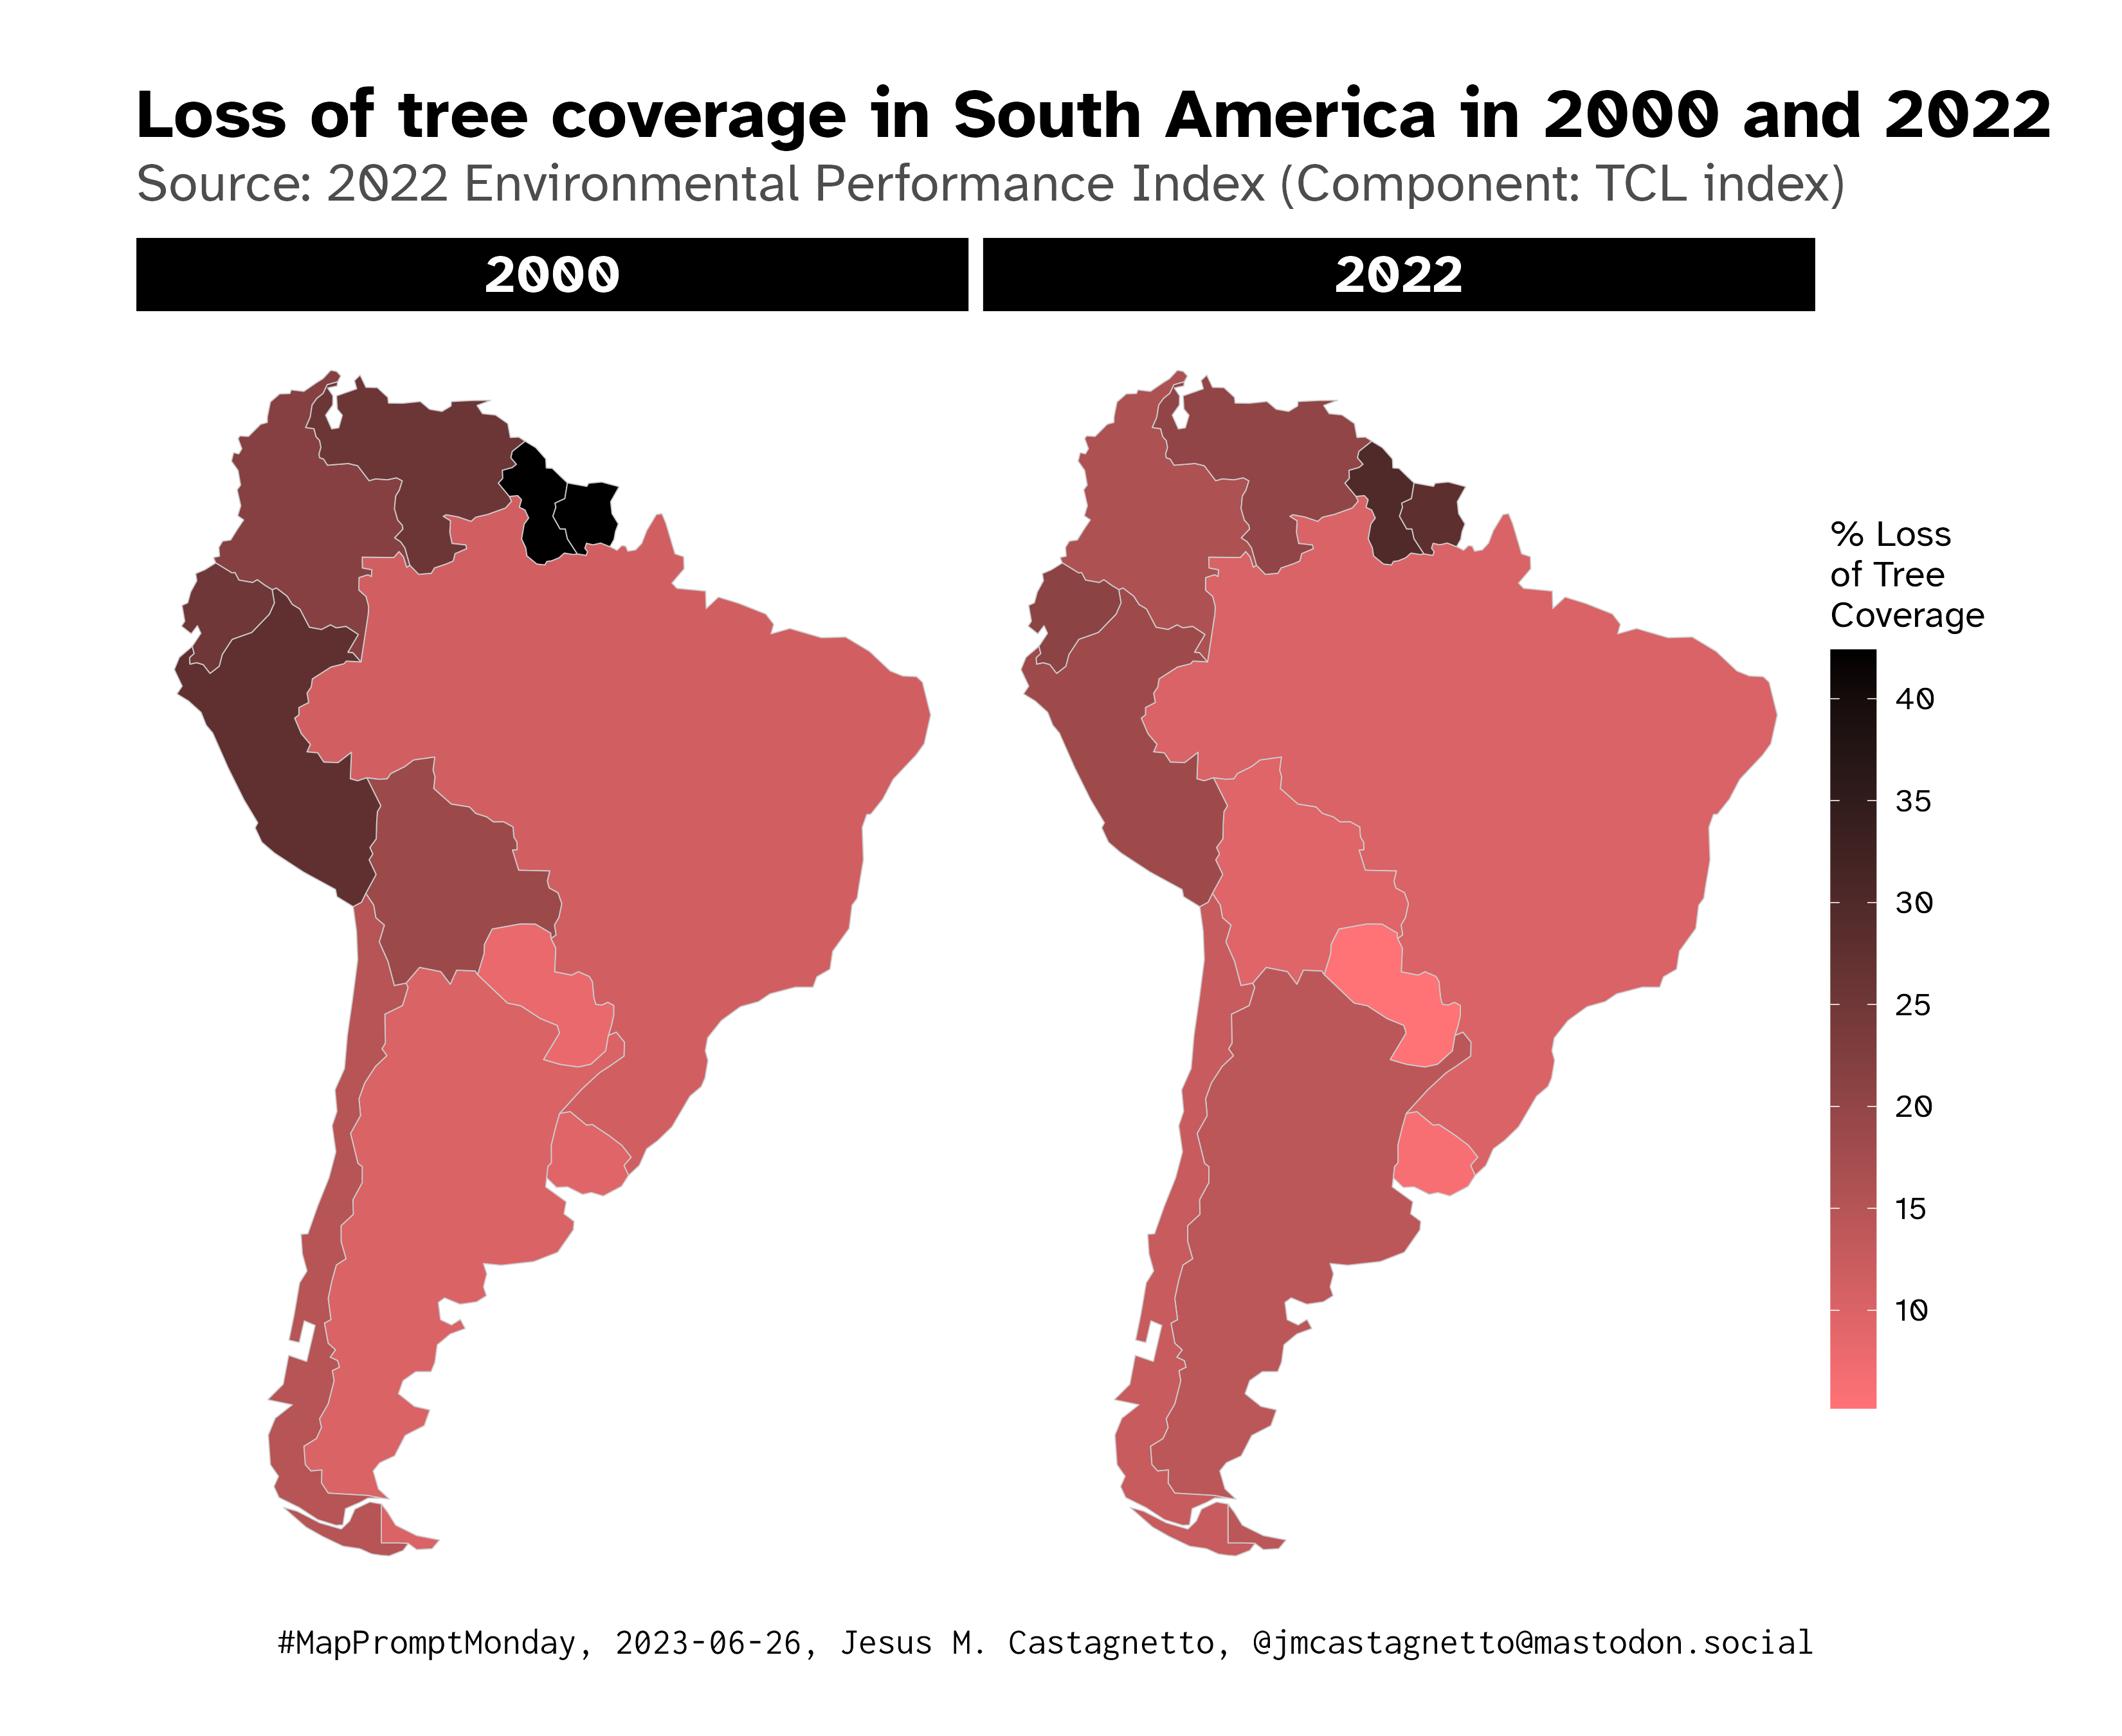 Loss of tree coverage in South America in 2000 and 2022
Source: 2022 Environmental Performance Index (Component: TCL index)
2000
2022
% Loss
of Tree
Coverage
40
35
30
25
20
15
10
#MapPromptMonday, 2023-06-26, Jesus M. Castagnetto, @jmcastagnetto@mastodon.social